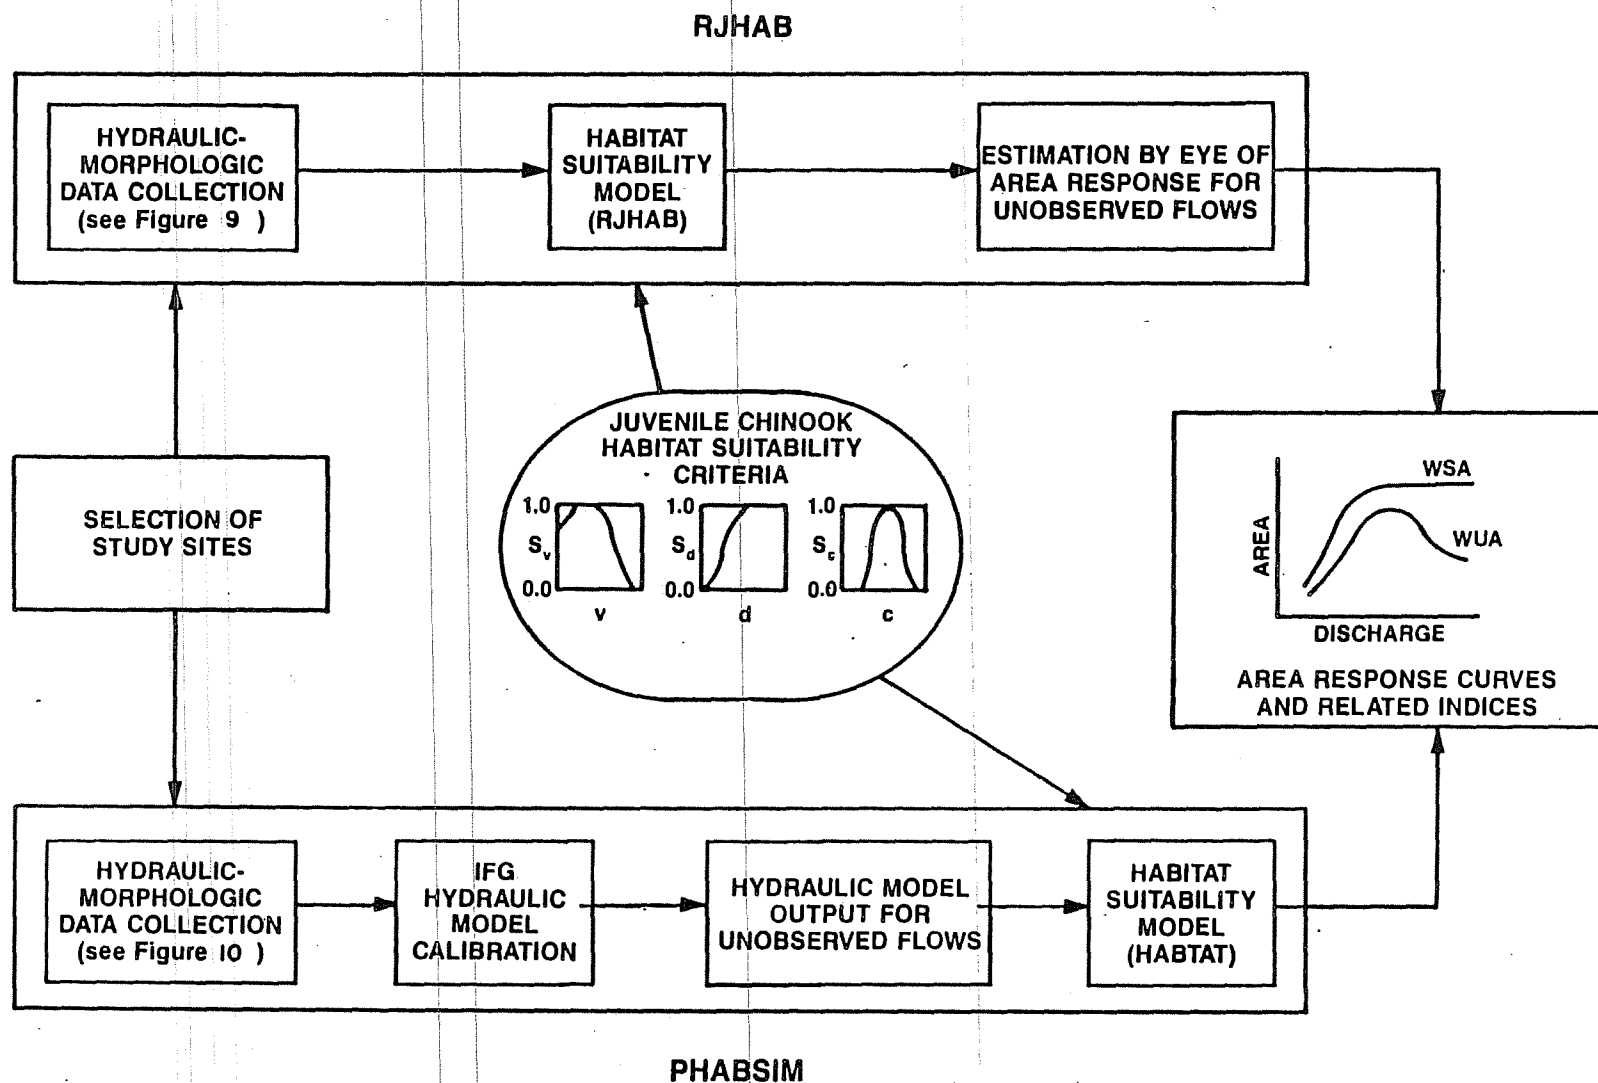 RJHAB
HYDRAULIC-
MORPHOLOGIC
DATA COLLECTION
(see Figure 9 )
HABITAT
SUITABILITY
MODEL
(RJHAB)
ESTIMATION BY EYE OF
AREA RESPONSE FOR
UNOBSERVED FLOWS
SELECTION OF
STUDY SITES
JUVENILE CHINOOK
HABITAT SUITABILITY
CRITERIA
1.0
Sv
0.0
v
1.0
Sd
0.0
d
1.0
Sc
0.0
c
WSA
WUA
AREA
DISCHARGE
AREA RESPONSE CURVES
AND RELATED INDICES
HYDRAULIC-
MORPHOLOGIC
DATA COLLECTION
(see Figure 10 )
IFG
HYDRAULIC
MODEL
CALIBRATION
HYDRAULIC MODEL
OUTPUT FOR
UNOBSERVED FLOWS
HABITAT
SUITABILITY
MODEL
(HABTAT)
PHABSIM